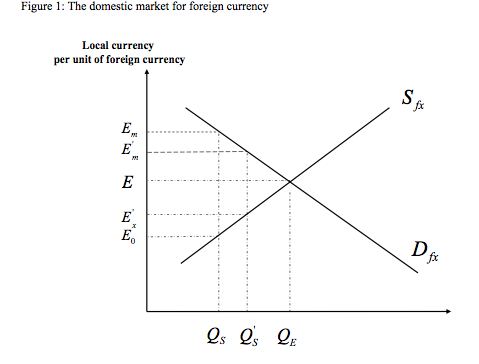 Figure 1: The domestic market for foreign currency
Local currency
per unit of foreign currency
S_fx
E_m
E'_m
E
E'_x
E_0
D_fx
Q_S Q'_S Q_E